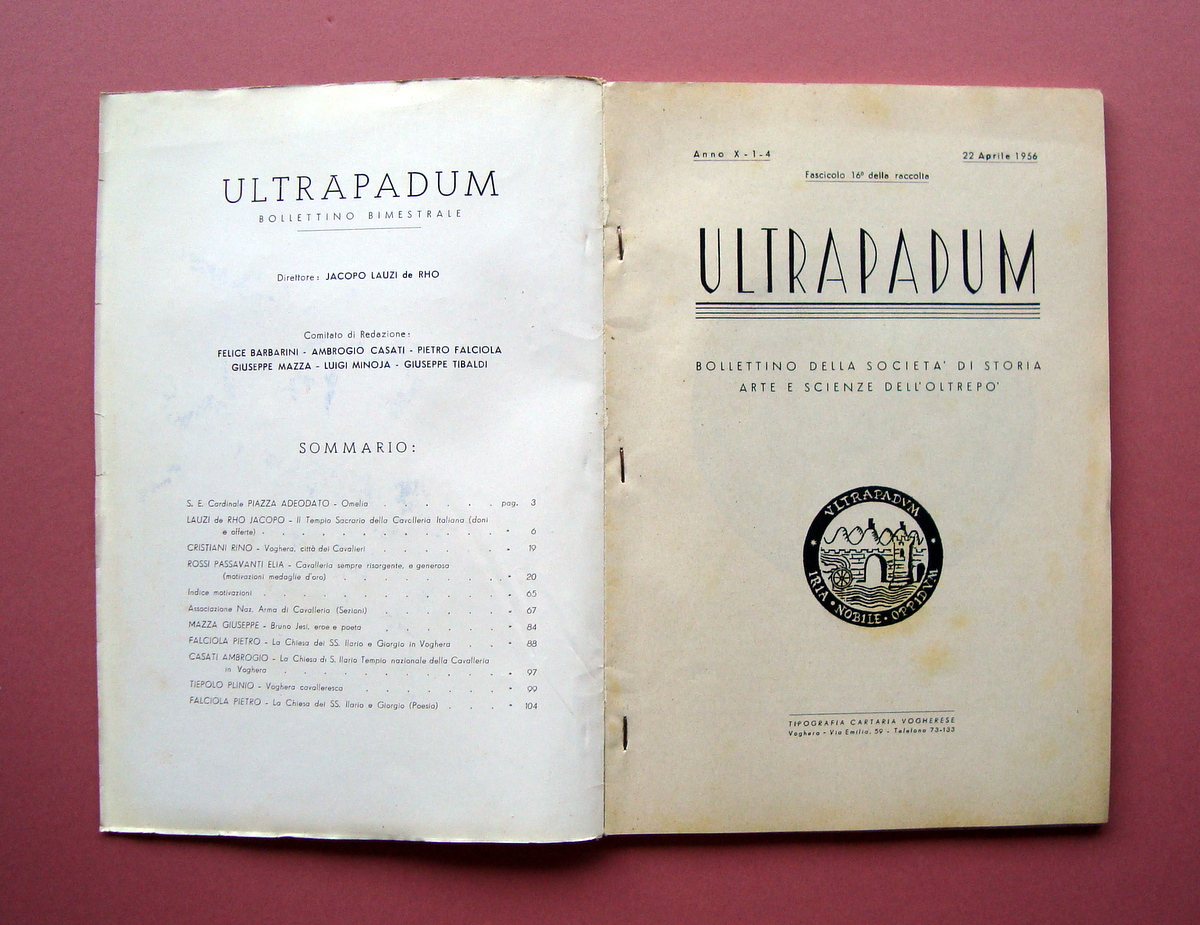 ULTRAPADUM
BOLLETTINO BIMESTRALE
Direttore: JACOPO LAUZI de RHO
Comitato di Redazione:
FELICE BARBARINI - AMBROGIO CASATI - PIETRO FALCIOLA
GIUSEPPE MAZZA - LUIGI MINOJA - GIUSEPPE TIBALDI
SOMMARIO:
S. E. Cardinale PIAZZA ADEODATO - Omelia . . . . . . pag. 3
LAUZI de RHO JACOPO - Il Tempio Sacrario della Cavalleria Italiana (doni
e offerte) . . . . . . . . . . " 6
CRISTIANI RINO - Voghera, città dei Cavalieri . . . . . . " 19
ROSSI PASSAVANTI ELIA - Cavalleria sempre risorgente, e generosa
(motivazioni medaglie d'oro) . . . . . . . " 20
Indice motivazioni . . . . . . . . . . " 65
Associazione Naz. Arma di Cavalleria (Sezioni) . . . . . . " 67
MAZZA GIUSEPPE - Bruno Jesi, eroe e poeta . . . . . . " 84
FALCIOLA PIETRO - La Chiesa dei SS. Ilario e Giorgio in Voghera . . " 88
CASATI AMBROGIO - La Chiesa di S. Ilario Tempio nazionale della Cavalleria
in Voghera . . . . . . . . . . " 97
TIEPOLO PLINIO - Voghera cavalleresca . . . . . . . " 99
FALCIOLA PIETRO - La Chiesa dei SS. Ilario e Giorgio (Poesia) . . . " 104
Anno X - 1-4
22 Aprile 1956
Fascicolo 16º della raccolta
ULTRAPADUM
BOLLETTINO DELLA SOCIETA' DI STORIA
ARTE E SCIENZE DELL'OLTREPO'
VLTRAPADVM
IRIA • NOBILE • OPPIDVM
TIPOGRAFIA CARTARIA VOGHERESE
Voghera - Via Emilia, 59 - Telefono 73-133